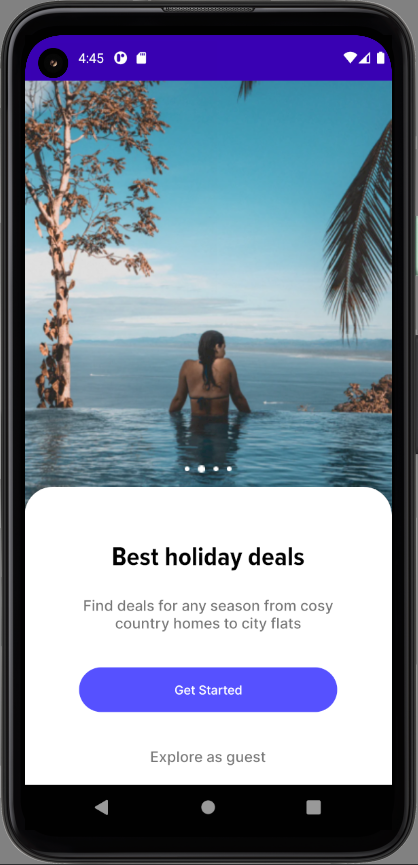 4:45
Best holiday deals
Find deals for any season from cosy
country homes to city flats
Get Started
Explore as guest